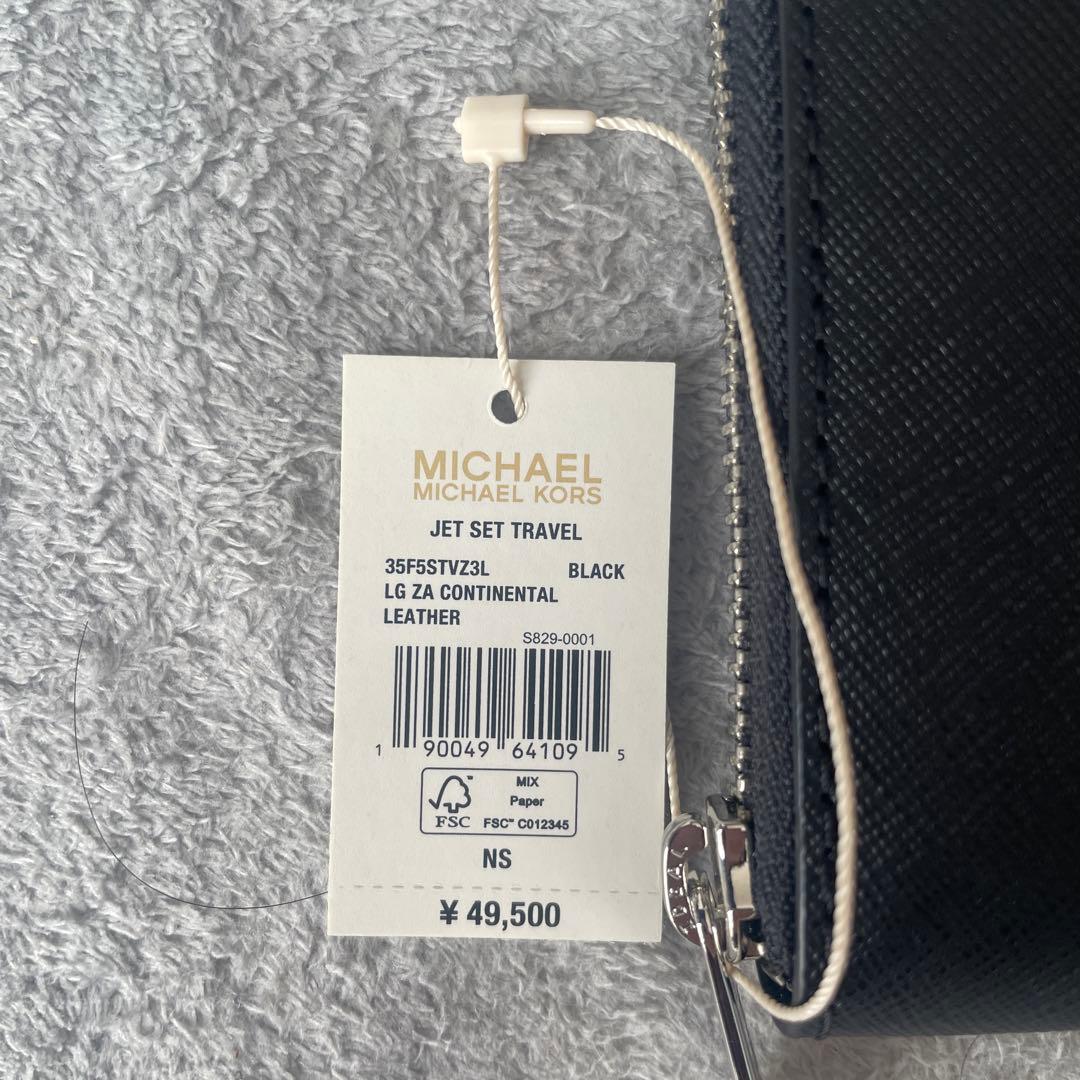 MICHAEL
MICHAEL KORS
JET SET TRAVEL
35F5STVZ3L BLACK
LG ZA CONTINENTAL
LEATHER
S829-0001
1 90049 64109 5
FSC
MIX
Paper
FSC™ C012345
NS
¥ 49,500